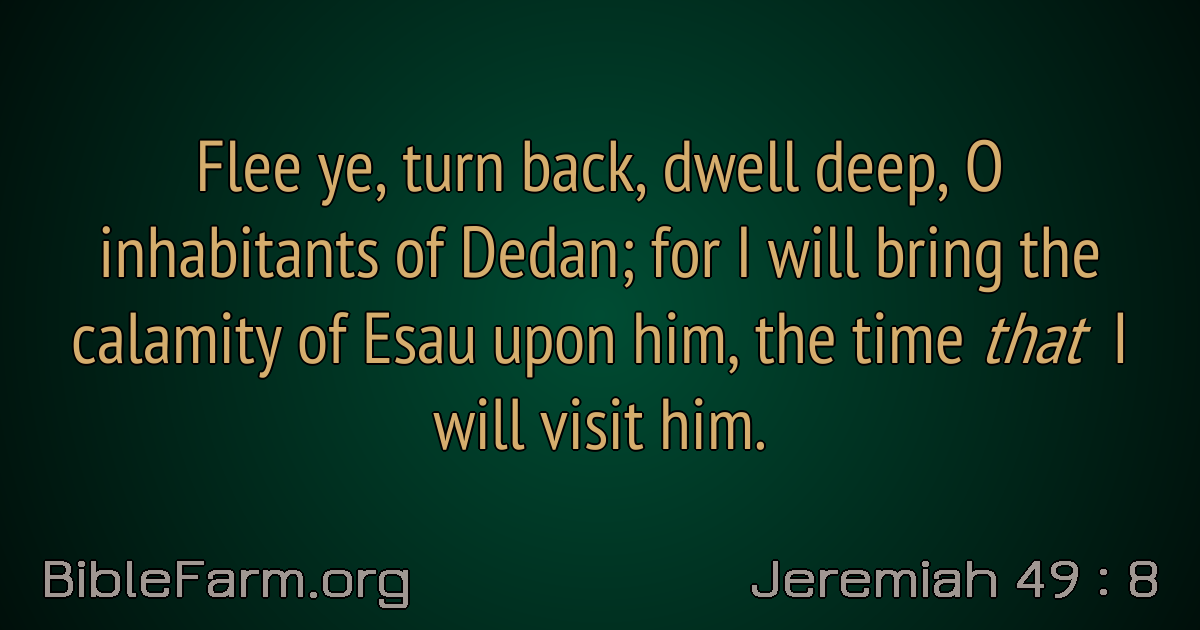 Flee ye, turn back, dwell deep, O
inhabitants of Dedan; for I will bring the
calamity of Esau upon him, the time that I
will visit him.
BibleFarm.org
Jeremiah 49 : 8